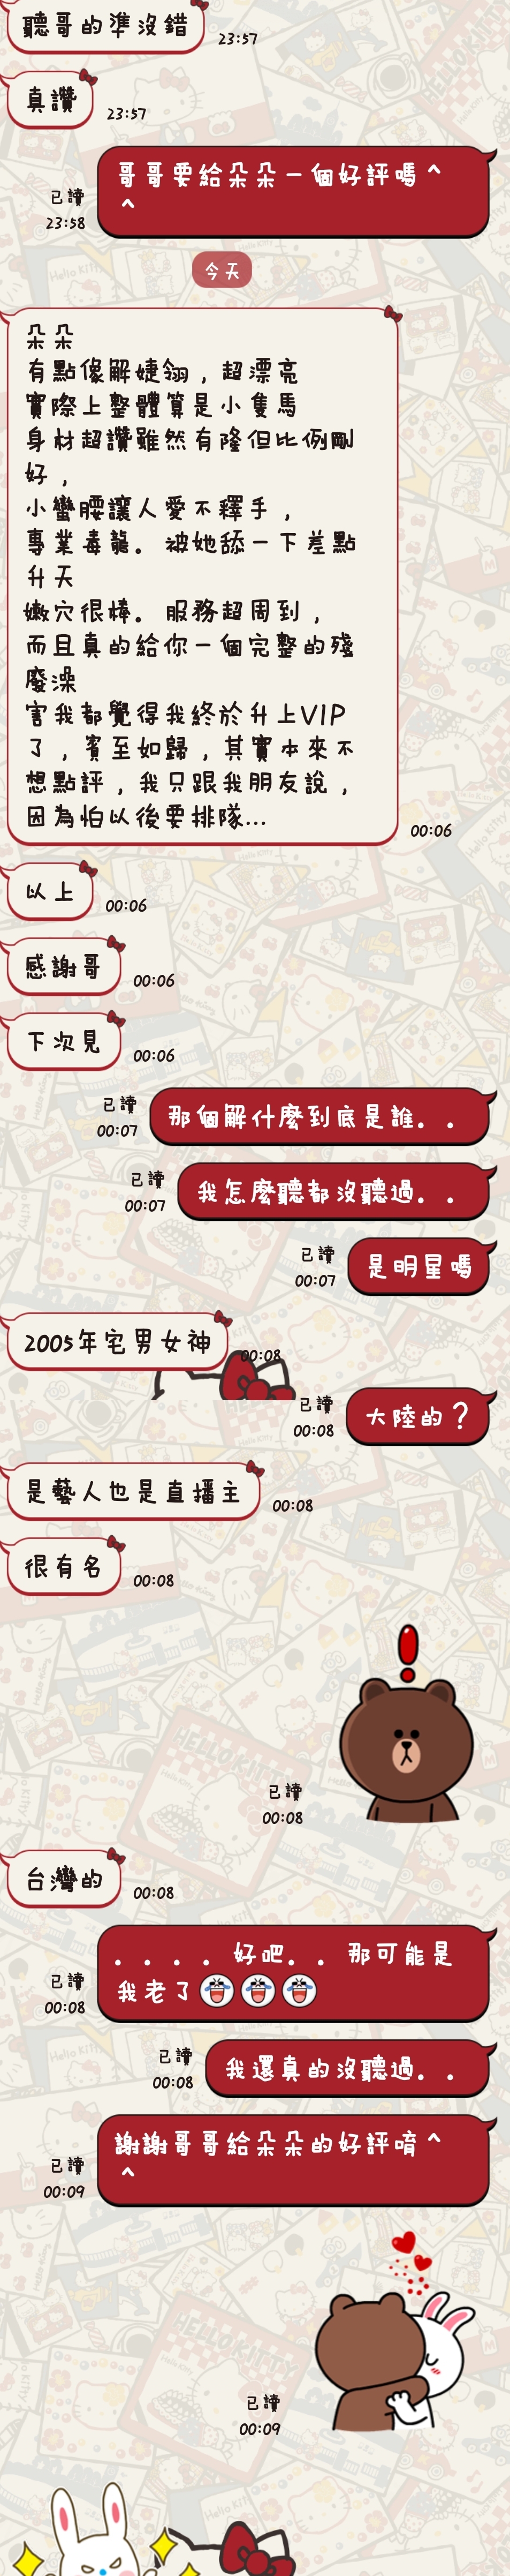 聽哥的準沒錯
23:57
真讚
23:57
哥哥要給朵朵一個好評嗎^
^
已讀
23:58
今天
朵朵
有點像解婕翎，超漂亮
實際上整體算是小隻馬
身材超讚雖然有隆但比例剛
好，
小蠻腰讓人愛不釋手，
專業毒龍。被她舔一下差點
升天
嫩穴很棒。服務超周到，
而且真的給你一個完整的殘
廢澡
害我都覺得我終於升上VIP
了，賓至如歸，其實本來不
想點評，我只跟我朋友說，
因為怕以後要排隊...
00:06
以上
00:06
感謝哥
00:06
下次見
00:06
那個解什麼到底是誰．．
已讀
00:07
我怎麼聽都沒聽過．．
已讀
00:07
是明星嗎
已讀
00:07
2005年宅男女神
00:08
大陸的？
已讀
00:08
是藝人也是直播主
00:08
很有名
00:08
已讀
00:08
台灣的
00:08
．．．．好吧．．那可能是
我老了
已讀
00:08
我還真的沒聽過．．
已讀
00:08
謝謝哥哥給朵朵的好評唷^
^
已讀
00:09
已讀
00:09